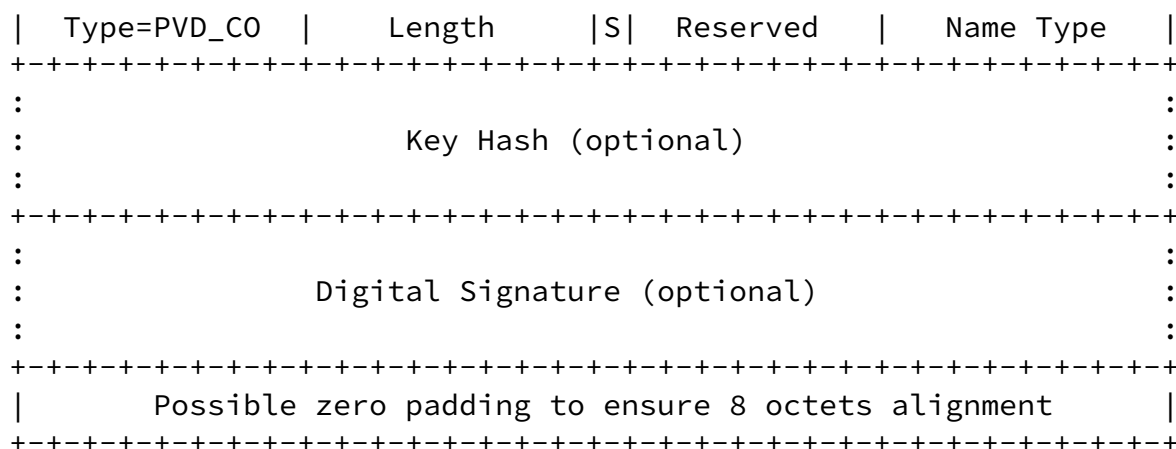 |  Type=PVD_CO  |    Length     |S|  Reserved   |   Name Type   |
+-+-+-+-+-+-+-+-+-+-+-+-+-+-+-+-+-+-+-+-+-+-+-+-+-+-+-+-+-+-+-+-+
:                                                               :
:                     Key Hash (optional)                       :
:                                                               :
+-+-+-+-+-+-+-+-+-+-+-+-+-+-+-+-+-+-+-+-+-+-+-+-+-+-+-+-+-+-+-+-+
:                                                               :
:                Digital Signature (optional)                   :
:                                                               :
+-+-+-+-+-+-+-+-+-+-+-+-+-+-+-+-+-+-+-+-+-+-+-+-+-+-+-+-+-+-+-+-+
|       Possible zero padding to ensure 8 octets alignment      |
+-+-+-+-+-+-+-+-+-+-+-+-+-+-+-+-+-+-+-+-+-+-+-+-+-+-+-+-+-+-+-+-+